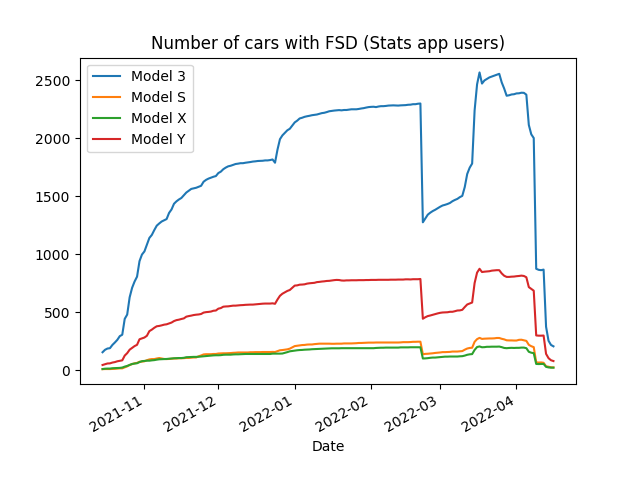 Number of cars with FSD (Stats app users)
Model 3
Model S
Model X
Model Y
2500
2000
1500
1000
500
0
2021-11
2021-12
2022-01
2022-02
2022-03
2022-04
Date